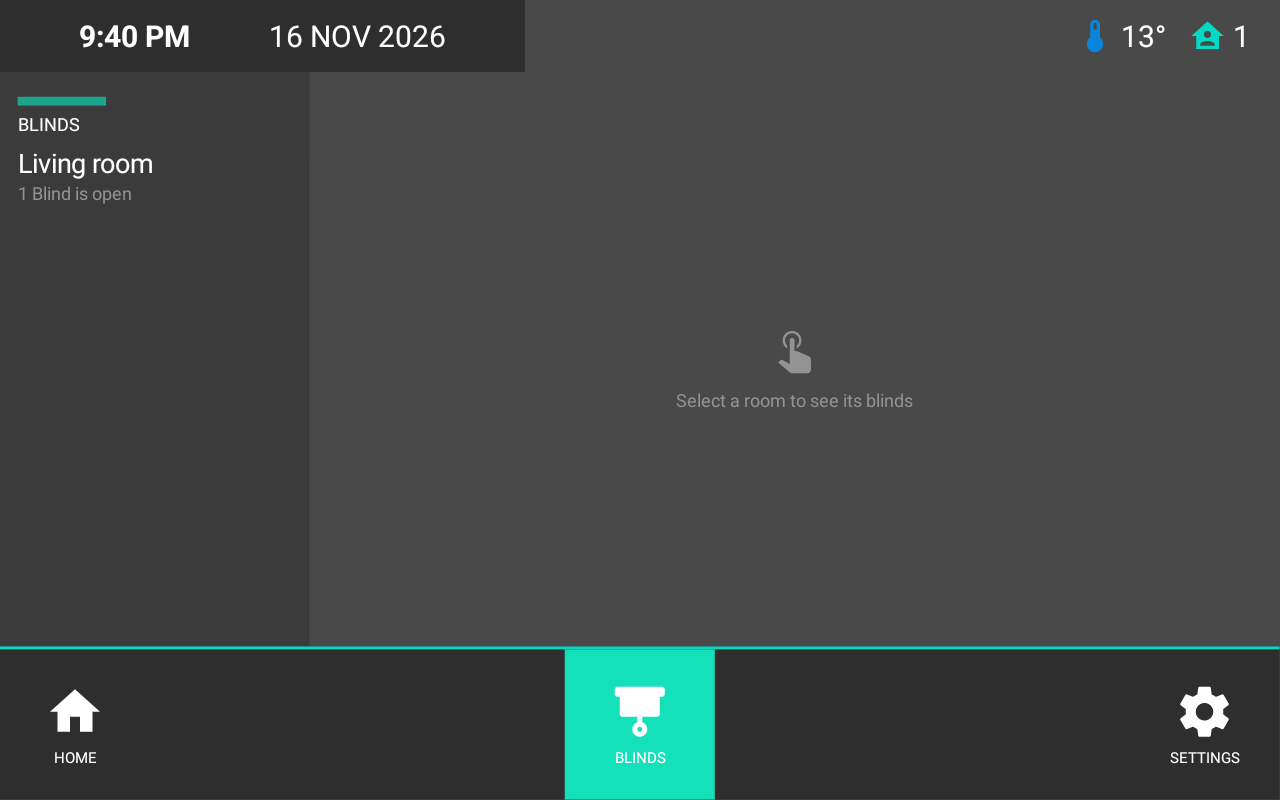 9:40 PM
16 NOV 2026
13°
1
BLINDS
Living room
1 Blind is open
Select a room to see its blinds
HOME
BLINDS
SETTINGS